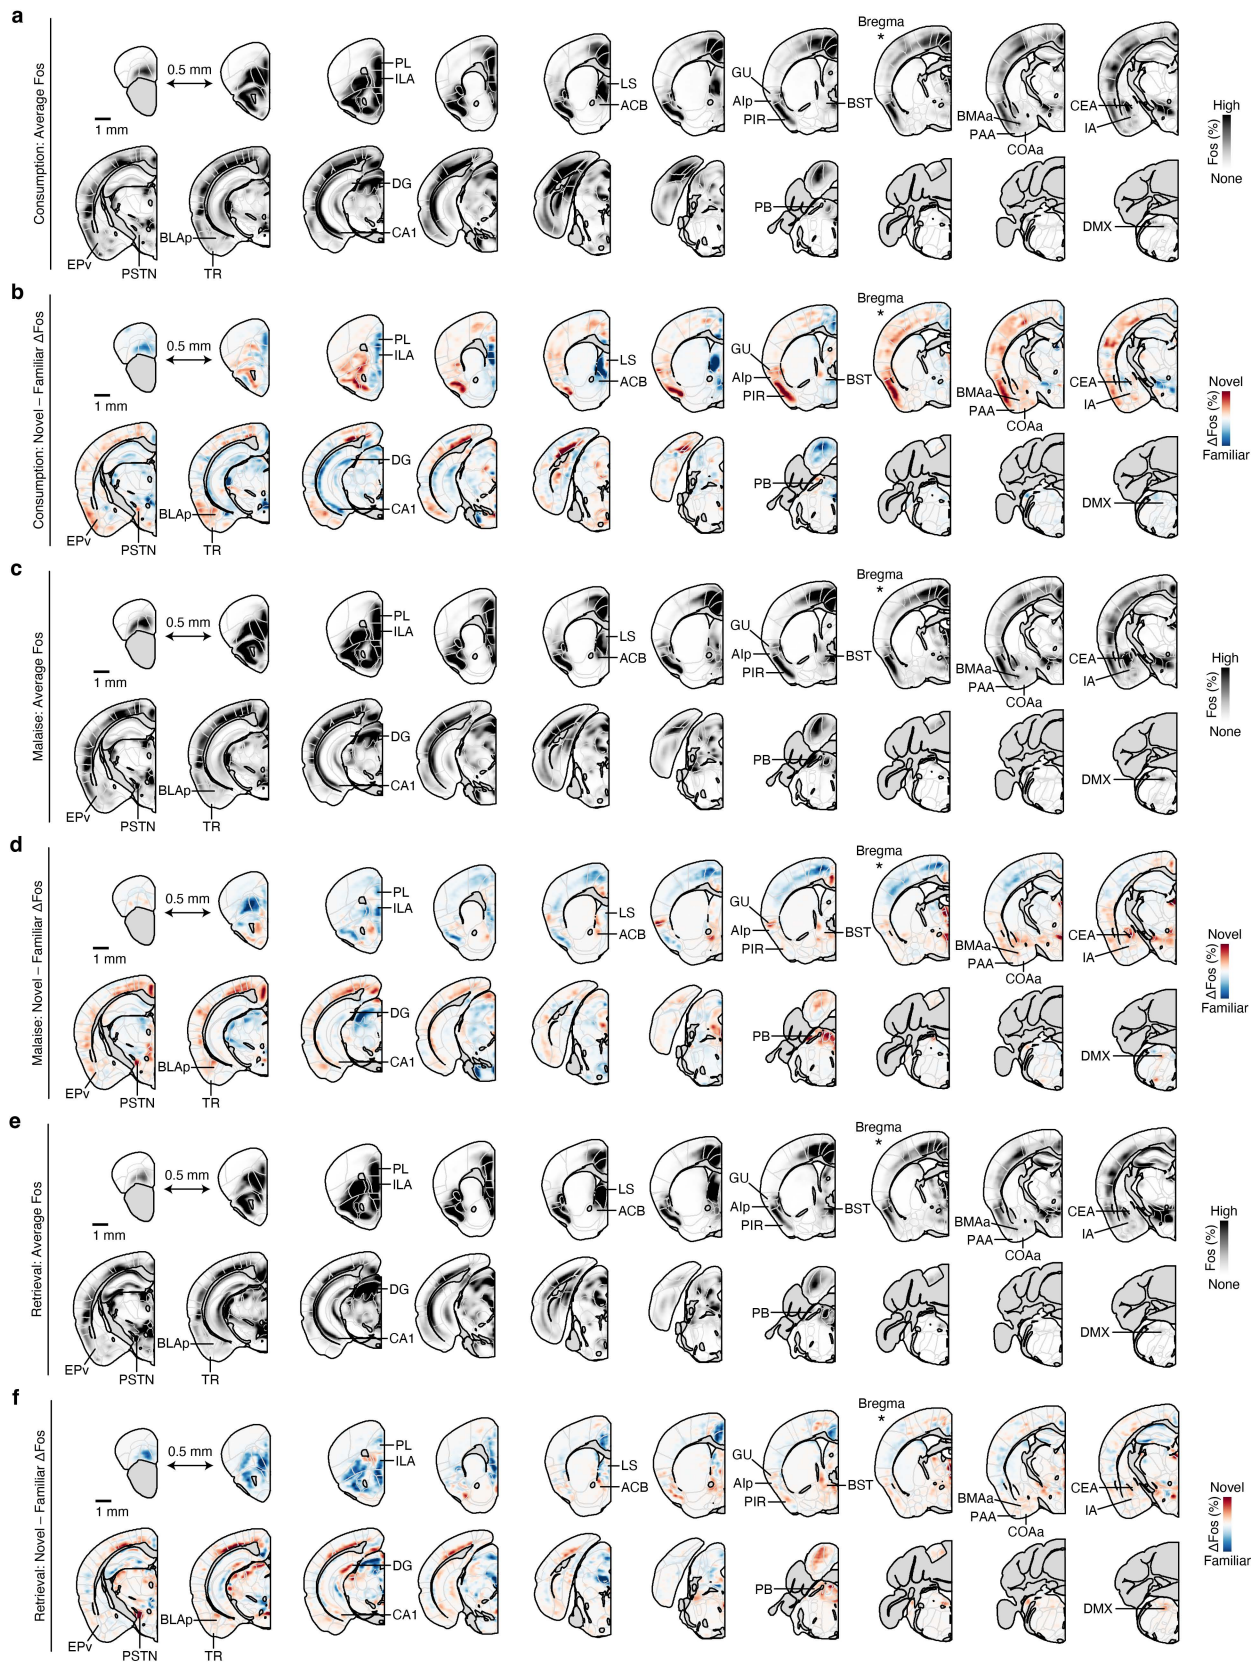 a
Consumption: Average Fos
0.5 mm
1 mm
PL
ILA
LS
ACB
GU
AIp
PIR
BST
Bregma
*
BMAa
PAA
COAa
CEA
IA
High
Fos (%)
None
EPv
PSTN
BLAp
TR
DG
CA1
PB
DMX
b
Consumption: Novel – Familiar ΔFos
0.5 mm
1 mm
PL
ILA
LS
ACB
GU
AIp
PIR
BST
Bregma
*
BMAa
PAA
COAa
CEA
IA
Novel
ΔFos (%)
Familiar
EPv
PSTN
BLAp
TR
DG
CA1
PB
DMX
c
Malaise: Average Fos
0.5 mm
1 mm
PL
ILA
LS
ACB
GU
AIp
PIR
BST
Bregma
*
BMAa
PAA
COAa
CEA
IA
High
Fos (%)
None
EPv
PSTN
BLAp
TR
DG
CA1
PB
DMX
d
Malaise: Novel – Familiar ΔFos
0.5 mm
1 mm
PL
ILA
LS
ACB
GU
AIp
PIR
BST
Bregma
*
BMAa
PAA
COAa
CEA
IA
Novel
ΔFos (%)
Familiar
EPv
PSTN
BLAp
TR
DG
CA1
PB
DMX
e
Retrieval: Average Fos
0.5 mm
1 mm
PL
ILA
LS
ACB
GU
AIp
PIR
BST
Bregma
*
BMAa
PAA
COAa
CEA
IA
High
Fos (%)
None
EPv
PSTN
BLAp
TR
DG
CA1
PB
DMX
f
Retrieval: Novel – Familiar ΔFos
0.5 mm
1 mm
PL
ILA
LS
ACB
GU
AIp
PIR
BST
Bregma
*
BMAa
PAA
COAa
CEA
IA
Novel
ΔFos (%)
Familiar
EPv
PSTN
BLAp
TR
DG
CA1
PB
DMX